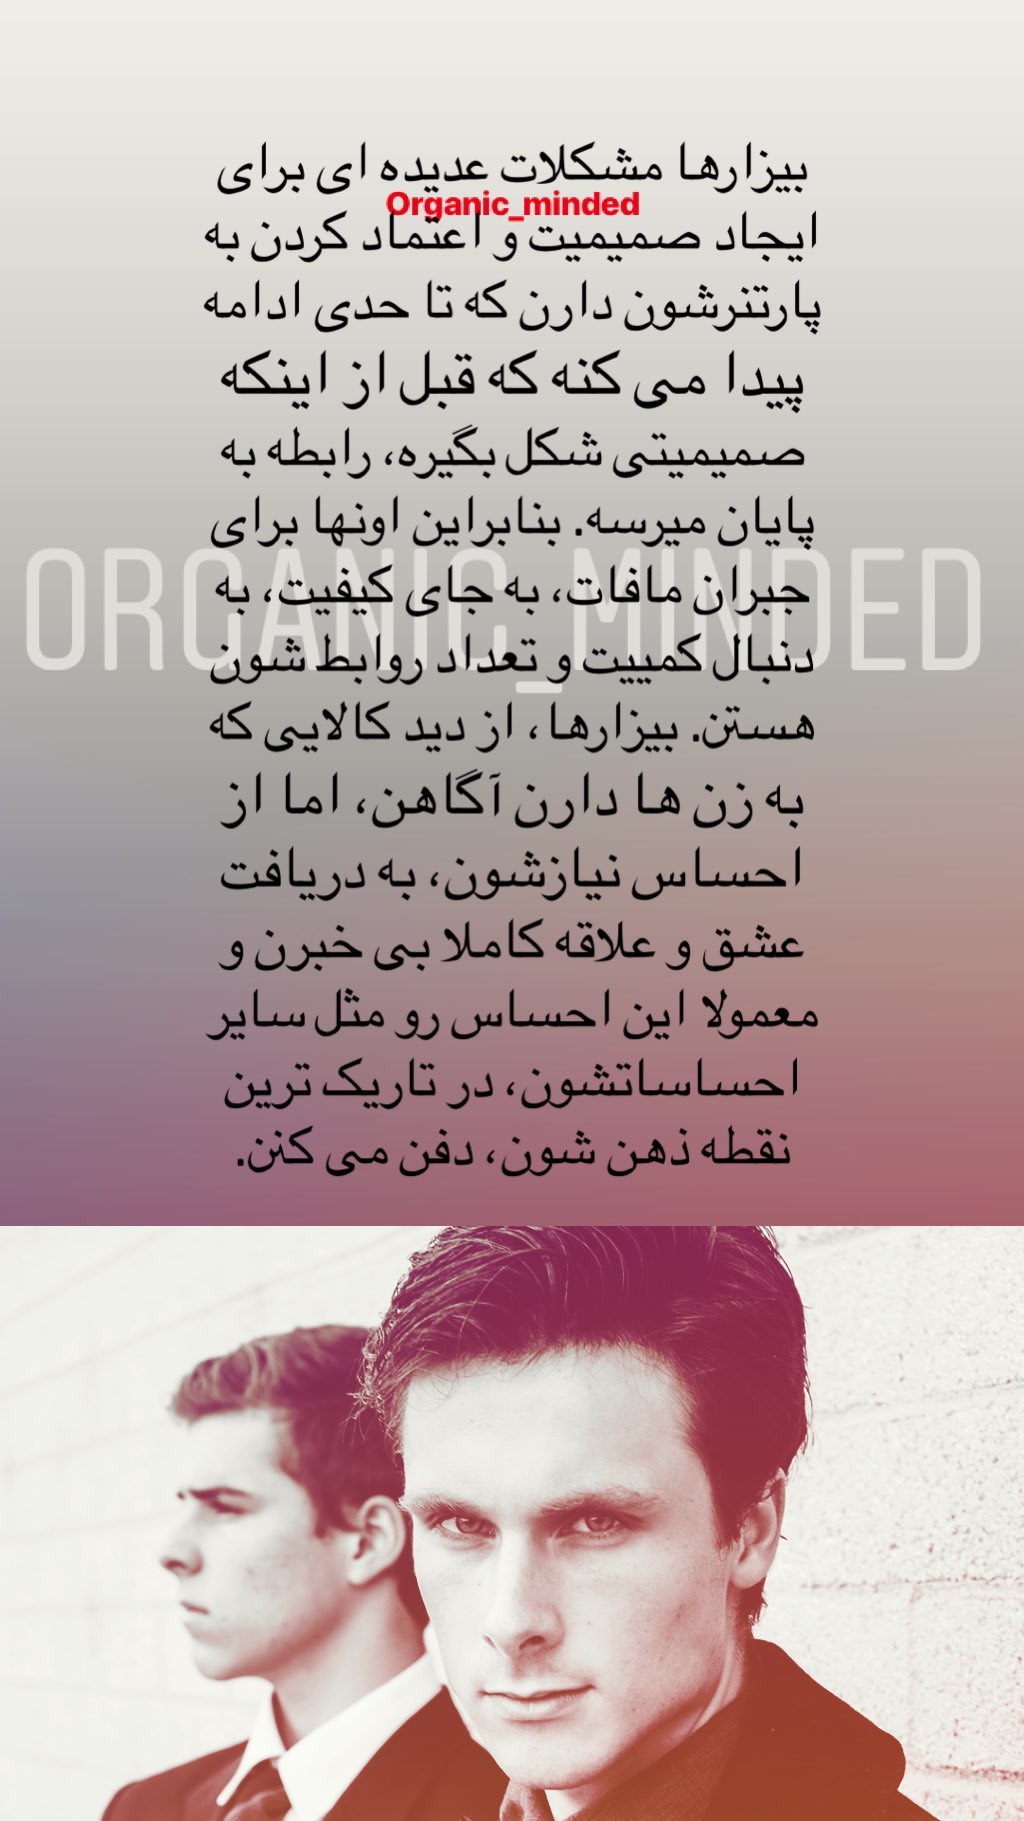 بیزارها مشکلات عدیده ای برای
Organic_minded
ایجاد صمیمیت و اعتماد کردن به
پارتنرشون دارن که تا حدی ادامه
پیدا می کنه که قبل از اینکه
صمیمیتی شکل بگیره، رابطه به
پایان میرسه. بنابراین اونها برای
ORGANIC_MINDED
جبران مافات، به جای کیفیت، به
دنبال کمییت و تعداد روابط شون
هستن. بیزارها، از دید کالایی که
به زن ها دارن آگاهن، اما از
احساس نیازشون، به دریافت
عشق و علاقه کاملا بی خبرن و
معمولا این احساس رو مثل سایر
احساساتشون، در تاریک ترین
نقطه ذهن شون، دفن می کنن.